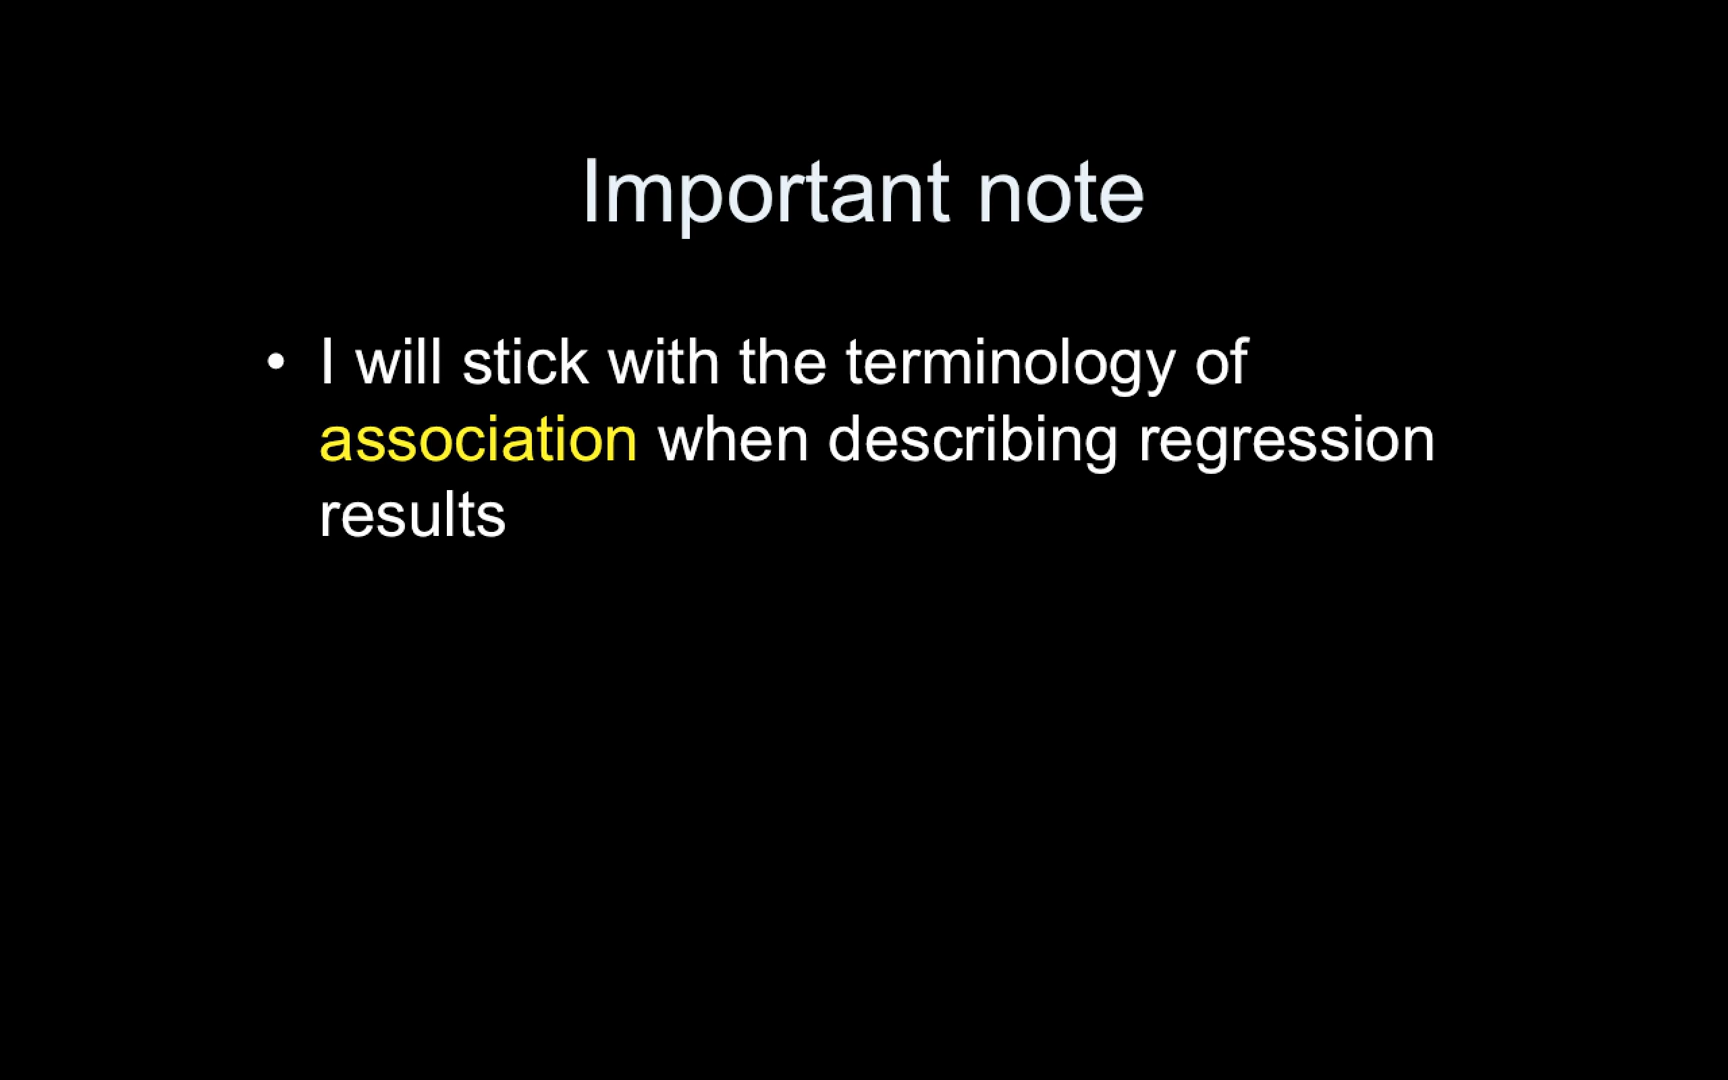 Important note
• I will stick with the terminology of
association when describing regression
results